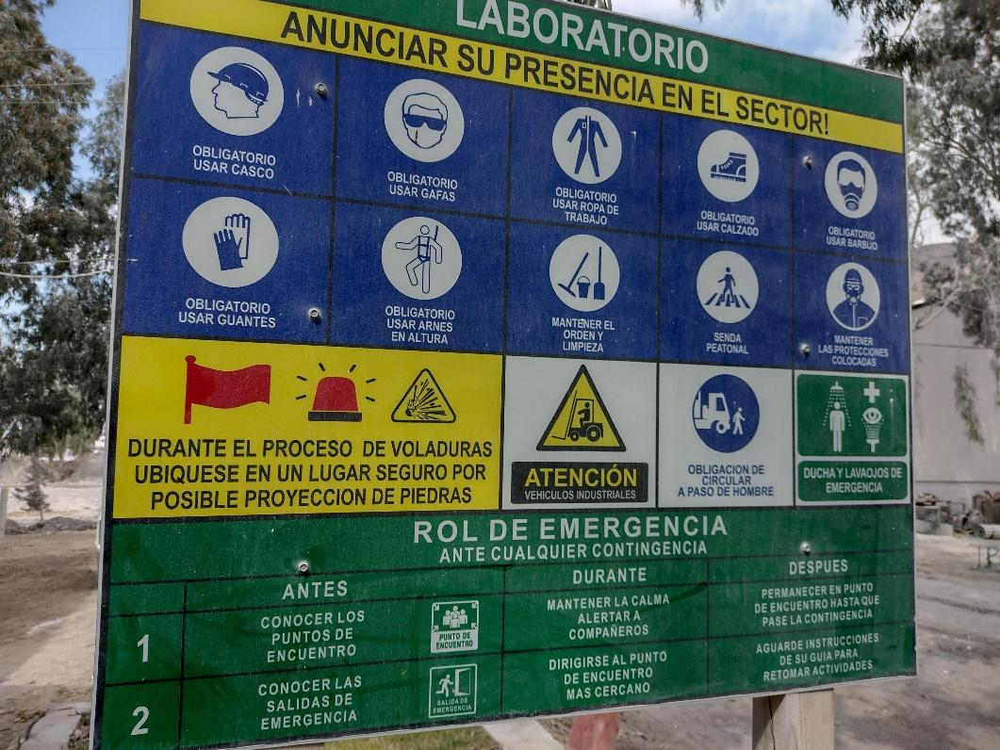 LABORATORIO
ANUNCIAR SU PRESENCIA EN EL SECTOR!
OBLIGATORIO
USAR CASCO
OBLIGATORIO
USAR GAFAS
OBLIGATORIO
USAR ROPA DE
TRABAJO
OBLIGATORIO
USAR CALZADO
OBLIGATORIO
USAR BARBIJO
OBLIGATORIO
USAR GUANTES
OBLIGATORIO
USAR ARNES
EN ALTURA
MANTENER EL
ORDEN Y
LIMPIEZA
SENDA
PEATONAL
MANTENER
LAS PROTECCIONES
COLOCADAS
DURANTE EL PROCESO DE VOLADURAS
UBIQUESE EN UN LUGAR SEGURO POR
POSIBLE PROYECCION DE PIEDRAS
ATENCIÓN
VEHICULOS INDUSTRIALES
OBLIGACION DE
CIRCULAR
A PASO DE HOMBRE
DUCHA Y LAVAOJOS DE
EMERGENCIA
ROL DE EMERGENCIA
ANTE CUALQUIER CONTINGENCIA
ANTES
DURANTE
DESPUES
1
CONOCER LOS
PUNTOS DE
ENCUENTRO
PUNTO DE
ENCUENTRO
MANTENER LA CALMA
ALERTAR A
COMPAÑEROS
PERMANECER EN PUNTO
DE ENCUENTRO HASTA QUE
PASE LA CONTINGENCIA
2
CONOCER LAS
SALIDAS DE
EMERGENCIA
SALIDA DE
EMERGENCIA
DIRIGIRSE AL PUNTO
DE ENCUENTRO
MAS CERCANO
AGUARDE INSTRUCCIONES
DE SU GUIA PARA
RETOMAR ACTIVIDADES